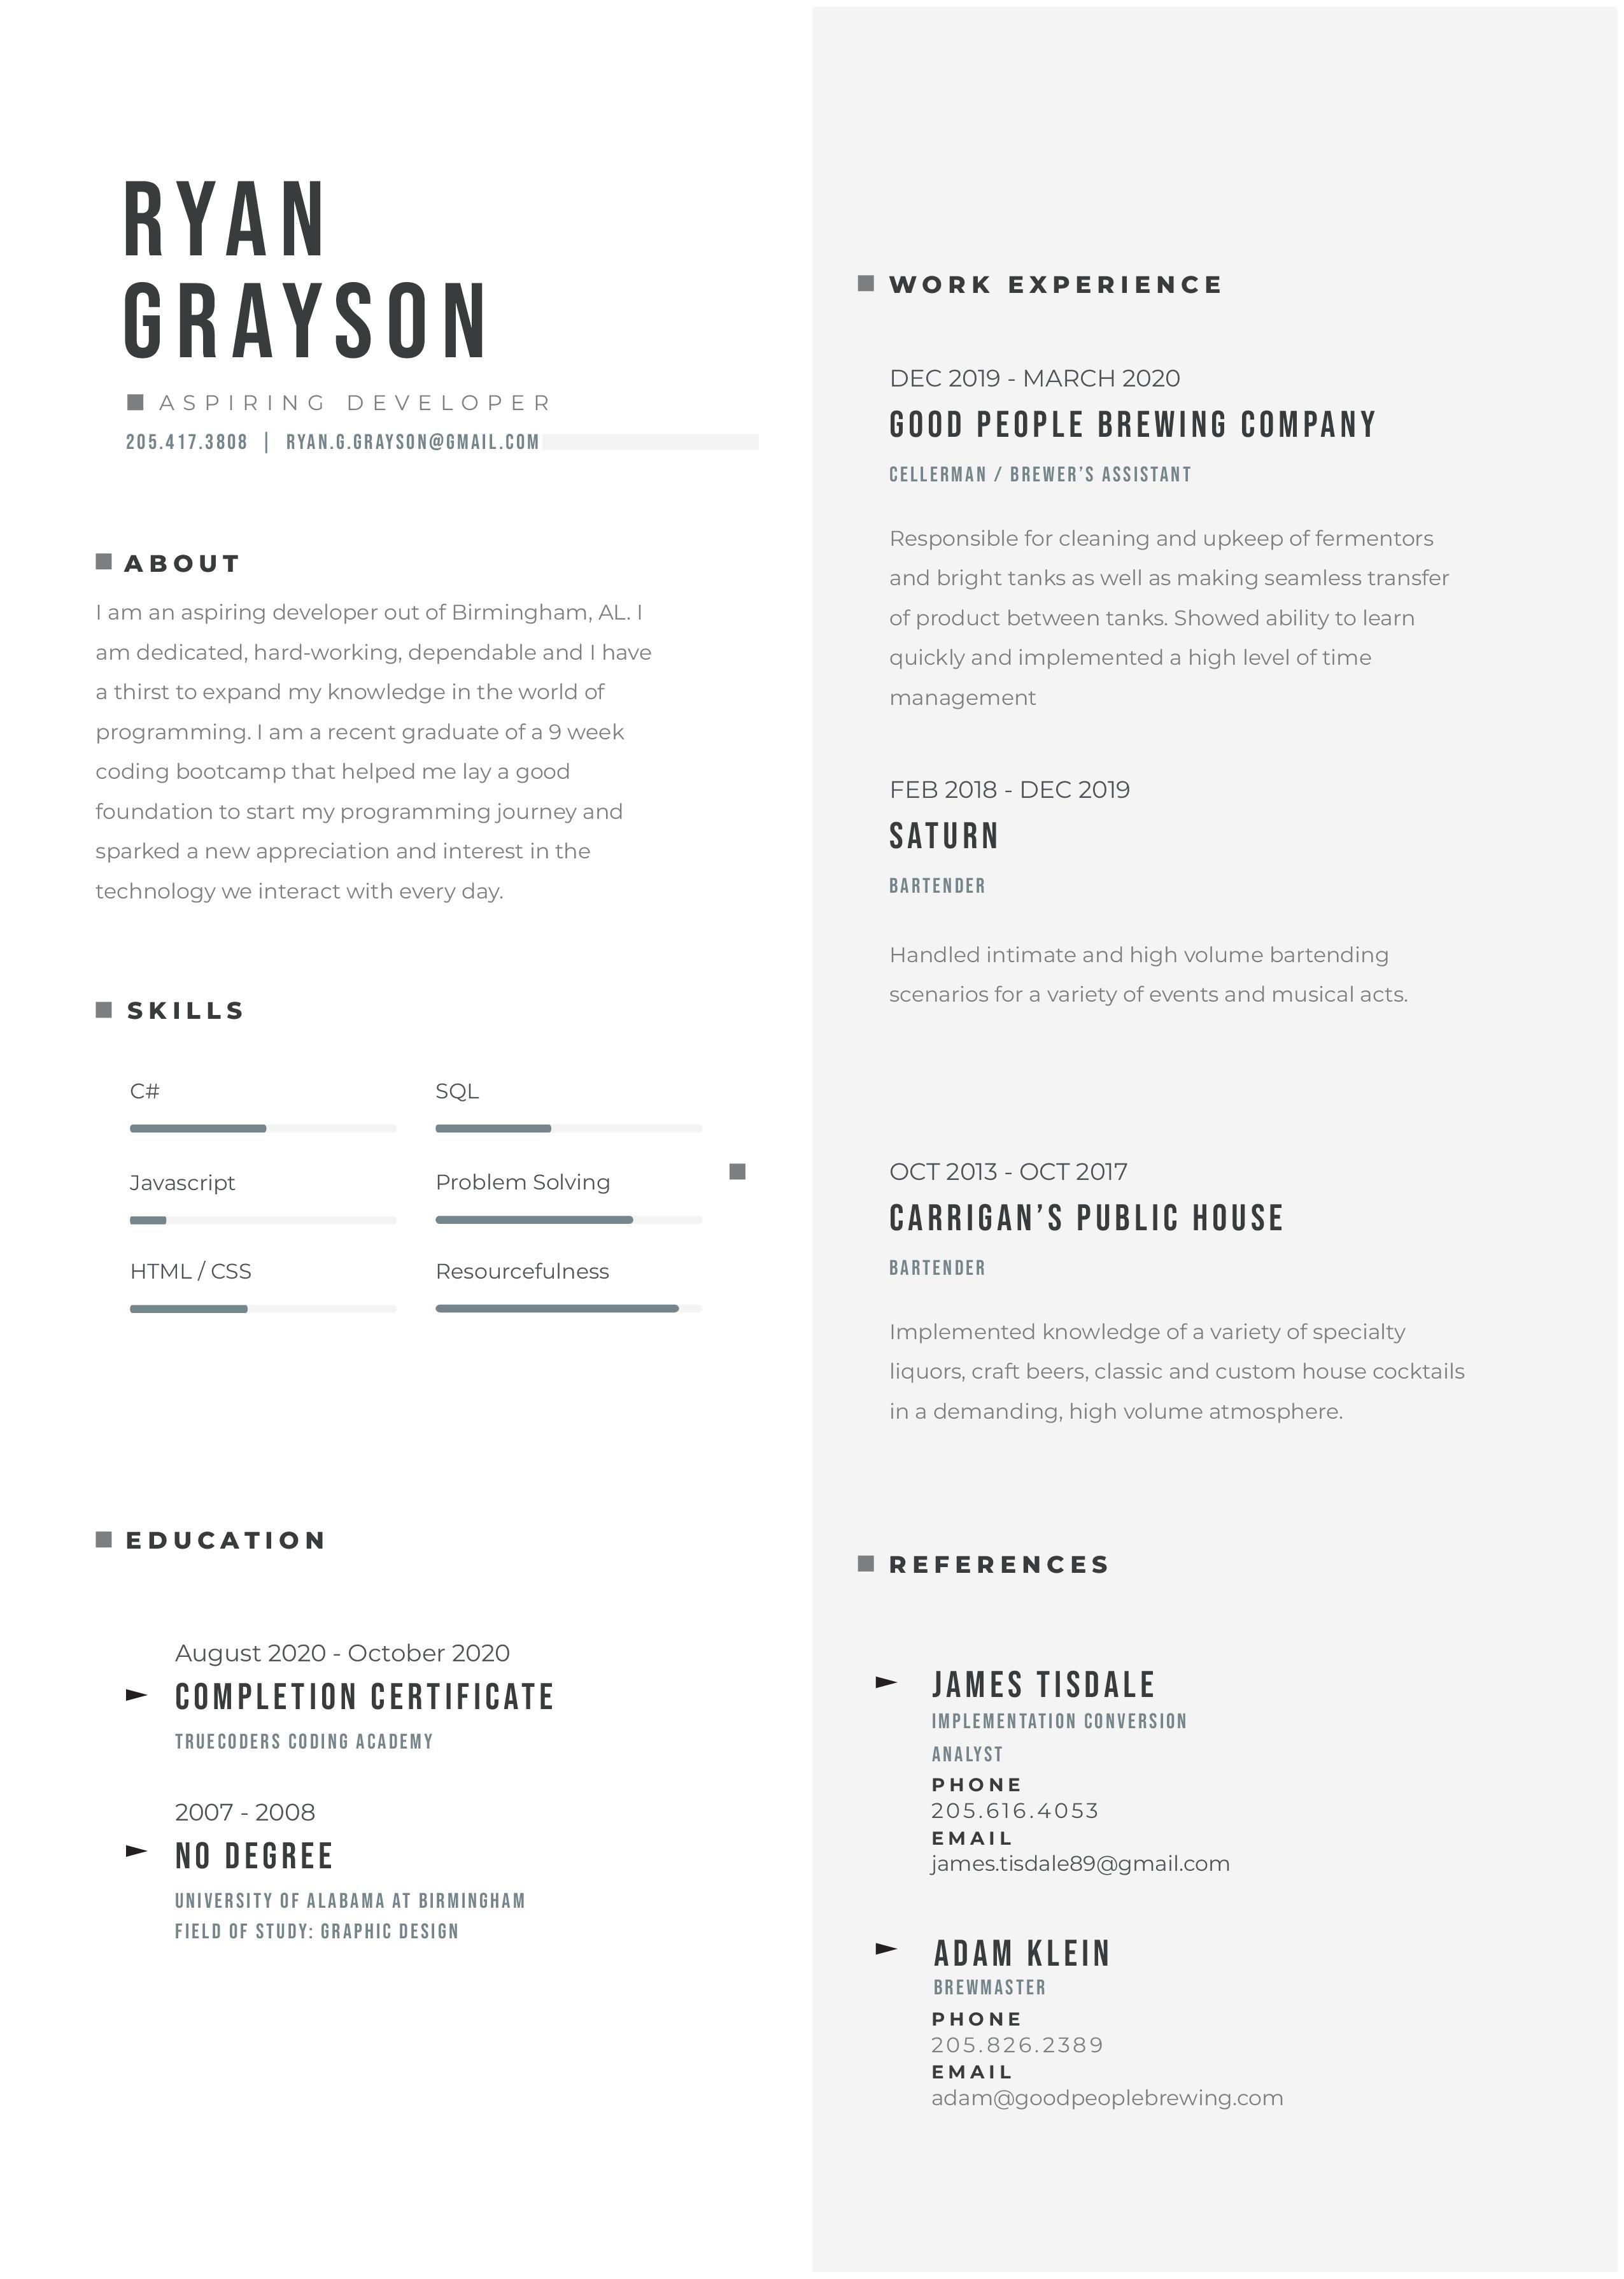 RYAN
GRAYSON
ASPIRING DEVELOPER
205.417.3808 | RYAN.G.GRAYSON@GMAIL.COM
ABOUT
I am an aspiring developer out of Birmingham, AL. I
am dedicated, hard-working, dependable and I have
a thirst to expand my knowledge in the world of
programming. I am a recent graduate of a 9 week
coding bootcamp that helped me lay a good
foundation to start my programming journey and
sparked a new appreciation and interest in the
technology we interact with every day.
SKILLS
C#
SQL
Javascript
Problem Solving
HTML / CSS
Resourcefulness
EDUCATION
August 2020 - October 2020
COMPLETION CERTIFICATE
TRUECODERS CODING ACADEMY
2007 - 2008
NO DEGREE
UNIVERSITY OF ALABAMA AT BIRMINGHAM
FIELD OF STUDY: GRAPHIC DESIGN
WORK EXPERIENCE
DEC 2019 - MARCH 2020
GOOD PEOPLE BREWING COMPANY
CELLERMAN / BREWER'S ASSISTANT
Responsible for cleaning and upkeep of fermentors
and bright tanks as well as making seamless transfer
of product between tanks. Showed ability to learn
quickly and implemented a high level of time
management
FEB 2018 - DEC 2019
SATURN
BARTENDER
Handled intimate and high volume bartending
scenarios for a variety of events and musical acts.
OCT 2013 - OCT 2017
CARRIGAN'S PUBLIC HOUSE
BARTENDER
Implemented knowledge of a variety of specialty
liquors, craft beers, classic and custom house cocktails
in a demanding, high volume atmosphere.
REFERENCES
JAMES TISDALE
IMPLEMENTATION CONVERSION
ANALYST
PHONE
205.616.4053
EMAIL
james.tisdale89@gmail.com
ADAM KLEIN
BREWMASTER
PHONE
205.826.2389
EMAIL
adam@goodpeoplebrewing.com